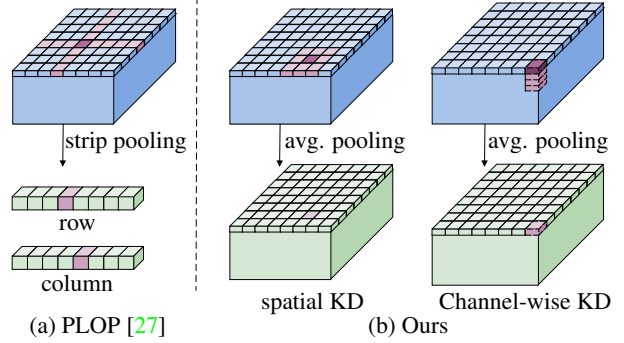 strip pooling
avg. pooling
avg. pooling
row
column
spatial KD
Channel-wise KD
(a) PLOP [27]
(b) Ours